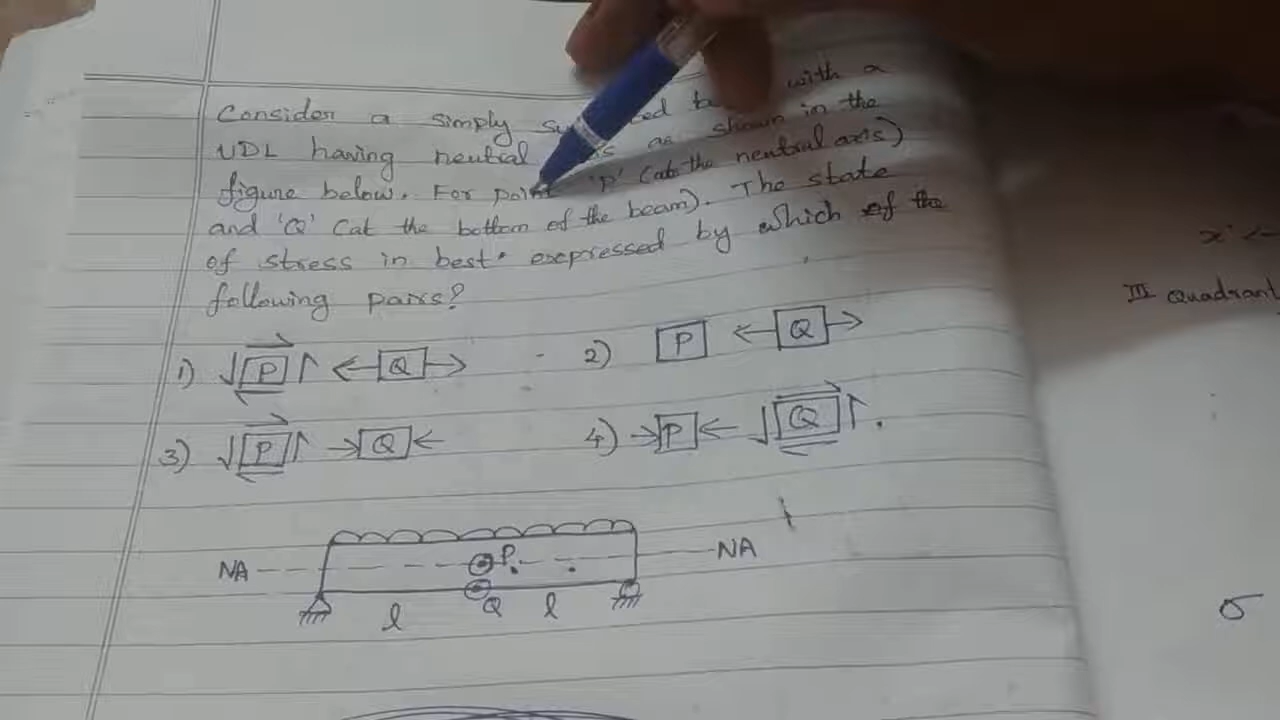 Consider a simply with a
UDL having neutral as shown in the
figure below. For point 'P' (at the neutral axis)
and 'Q' (at the bottom of the beam). The state
of stress in best. expressed by which of the
following pairs?
1) P Q
2) P Q
3) P Q
4) P Q
NA P NA
l Q l
x' ←
III Quadrant
σ